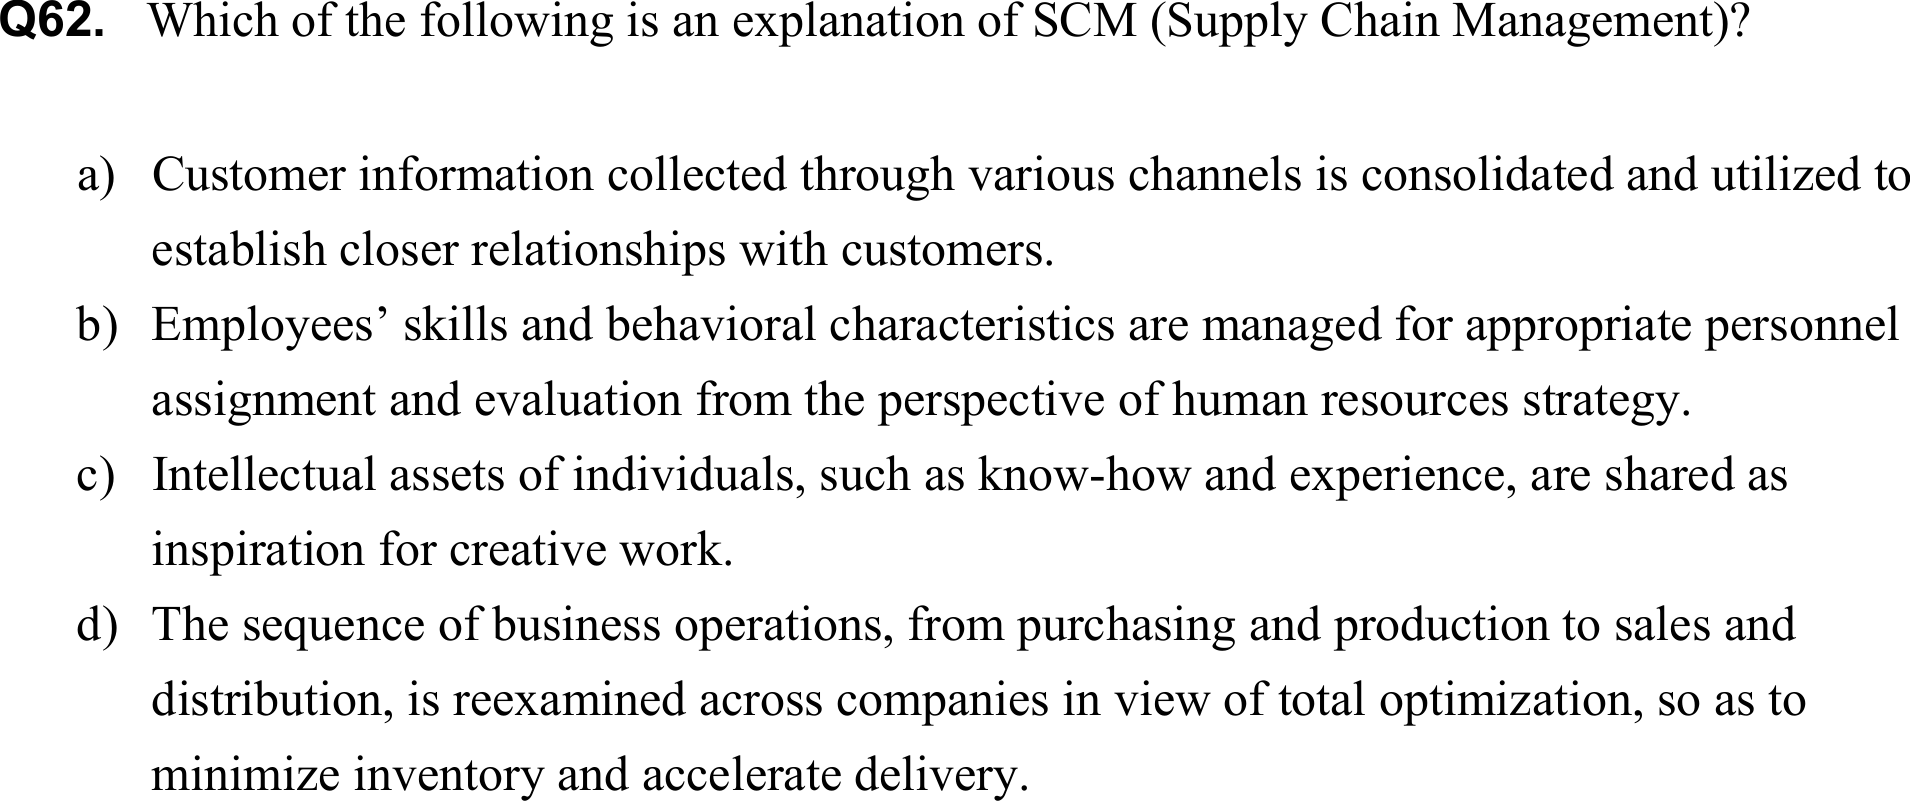 Q62. Which of the following is an explanation of SCM (Supply Chain Management)?
a) Customer information collected through various channels is consolidated and utilized to
establish closer relationships with customers.
b) Employees’ skills and behavioral characteristics are managed for appropriate personnel
assignment and evaluation from the perspective of human resources strategy.
c) Intellectual assets of individuals, such as know-how and experience, are shared as
inspiration for creative work.
d) The sequence of business operations, from purchasing and production to sales and
distribution, is reexamined across companies in view of total optimization, so as to
minimize inventory and accelerate delivery.